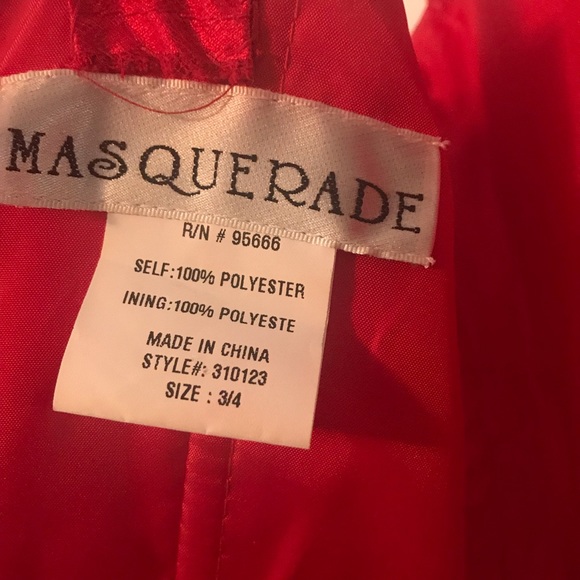 MASQUERADE
R/N # 95666
SELF:100% POLYESTER
INING:100% POLYESTE
MADE IN CHINA
STYLE#: 310123
SIZE : 3/4